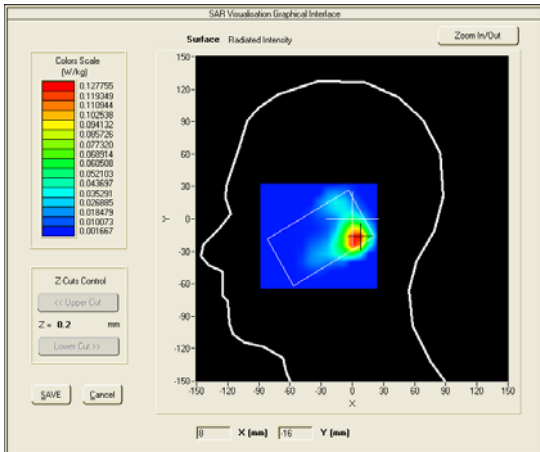 SAR Visualisation Graphical Interface
Surface Radiated Intensity
Zoom In/Out
Colors Scale
(W/kg)
0.127755
0.119349
0.110944
0.102538
0.094132
0.085726
0.077320
0.068914
0.060508
0.052103
0.043697
0.035291
0.026885
0.018479
0.010073
0.001667
Z-Cuts Control
<< Upper Cut
Z = 0.2 mm
Lower Cut >>
SAVE Cancel
150
120
90
60
30
0
-30
-60
-90
-120
-150
Y
-150 -120 -90 -60 -30 0 30 60 90 120 150
X
8 X (mm) -16 Y (mm)